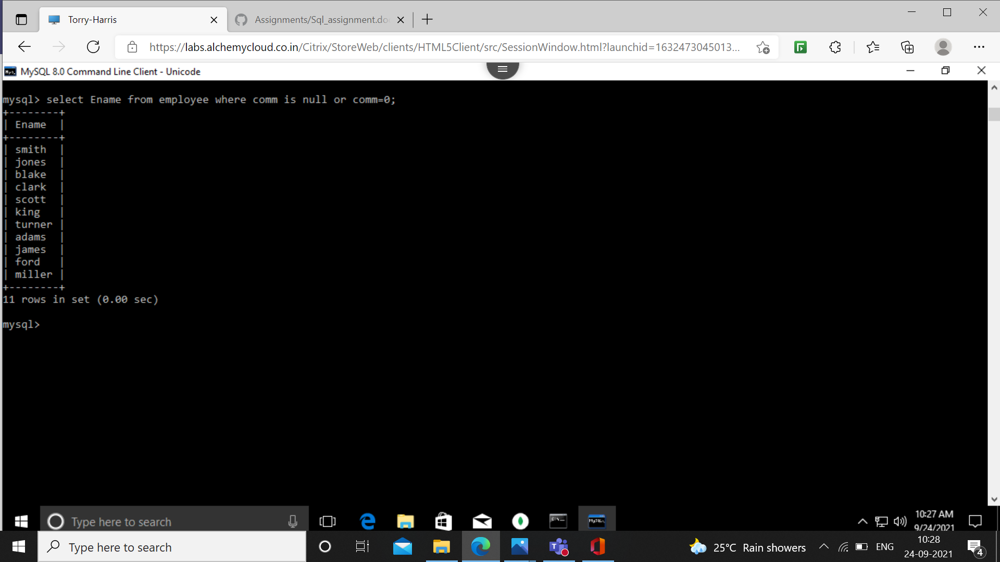 Torry-Harris
Assignments/Sql_assignment.do
https://labs.alchemycloud.co.in/Citrix/StoreWeb/clients/HTML5Client/src/SessionWindow.html?launchid=1632473045013...
MySQL 8.0 Command Line Client - Unicode
mysql> select Ename from employee where comm is null or comm=0;
+--------+
| Ename  |
+--------+
| smith  |
| jones  |
| blake  |
| clark  |
| scott  |
| king   |
| turner |
| adams  |
| james  |
| ford   |
| miller |
+--------+
11 rows in set (0.00 sec)
mysql>
Type here to search
10:27 AM
9/24/2021
Type here to search
25°C Rain showers
ENG
10:28
24-09-2021
4